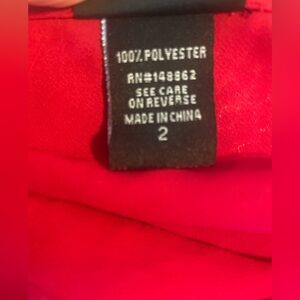 100% POLYESTER
RN#148862
SEE CARE
ON REVERSE
MADE IN CHINA
2